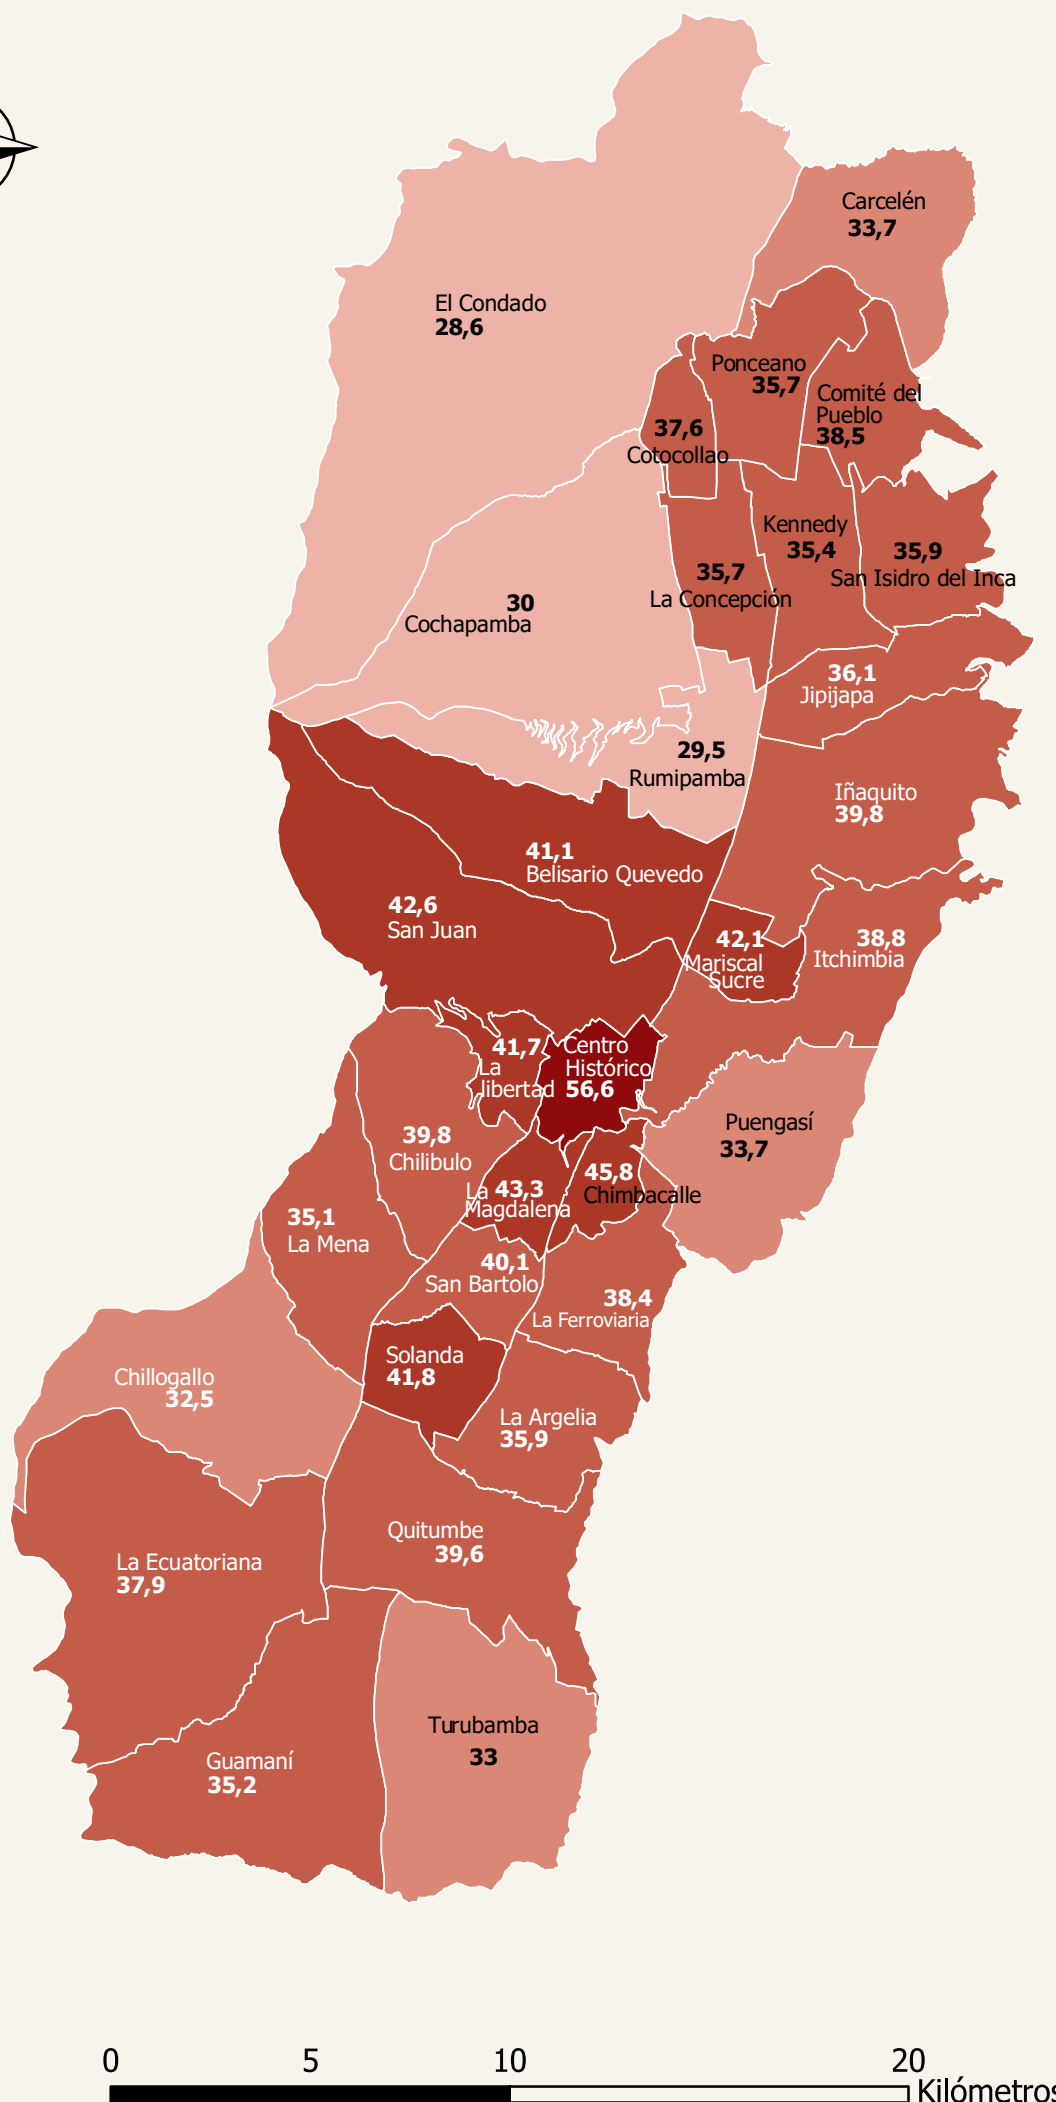 Carcelén
33,7
El Condado
28,6
Ponceano
35,7
Comité del
Pueblo
38,5
37,6
Cotocollao
Kennedy
35,4
35,9
San Isidro del Inca
35,7
La Concepción
30
Cochapamba
36,1
Jipijapa
29,5
Rumipamba
Iñaquito
39,8
41,1
Belisario Quevedo
42,6
San Juan
42,1
Mariscal
Sucre
38,8
Itchimbia
41,7
La
libertad
Centro
Histórico
56,6
Puengasí
33,7
39,8
Chilibulo
45,8
Chimbacalle
La 43,3
Magdalena
35,1
La Mena
40,1
San Bartolo
38,4
La Ferroviaria
Solanda
41,8
Chillogallo
32,5
La Argelia
35,9
Quitumbe
39,6
La Ecuatoriana
37,9
Turubamba
33
Guamaní
35,2
0 5 10 20
Kilómetros